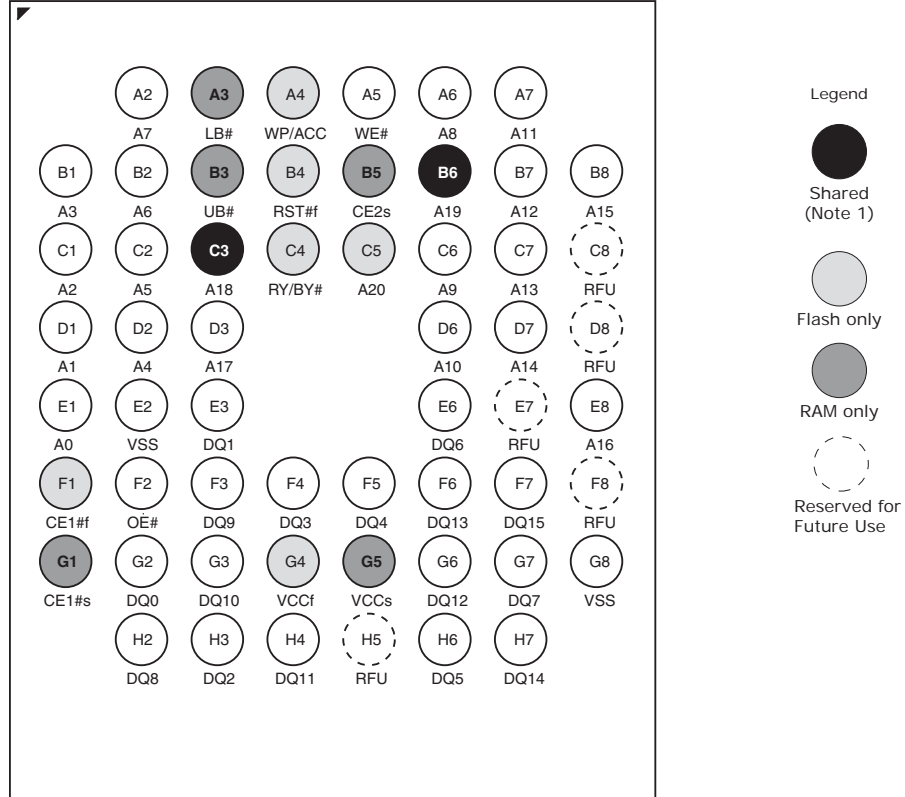 A2 A3 A4 A5 A6 A7
A7 LB# WP/ACC WE# A8 A11
B1 B2 B3 B4 B5 B6 B7 B8
A3 A6 UB# RST#f CE2s A19 A12 A15
C1 C2 C3 C4 C5 C6 C7 C8
A2 A5 A18 RY/BY# A20 A9 A13 RFU
D1 D2 D3 D6 D7 D8
A1 A4 A17 A10 A14 RFU
E1 E2 E3 E6 E7 E8
A0 VSS DQ1 DQ6 RFU A16
F1 F2 F3 F4 F5 F6 F7 F8
CE1#f OE# DQ9 DQ3 DQ4 DQ13 DQ15 RFU
G1 G2 G3 G4 G5 G6 G7 G8
CE1#s DQ0 DQ10 VCCf VCCs DQ12 DQ7 VSS
H2 H3 H4 H5 H6 H7
DQ8 DQ2 DQ11 RFU DQ5 DQ14
Legend
Shared
(Note 1)
Flash only
RAM only
Reserved for
Future Use